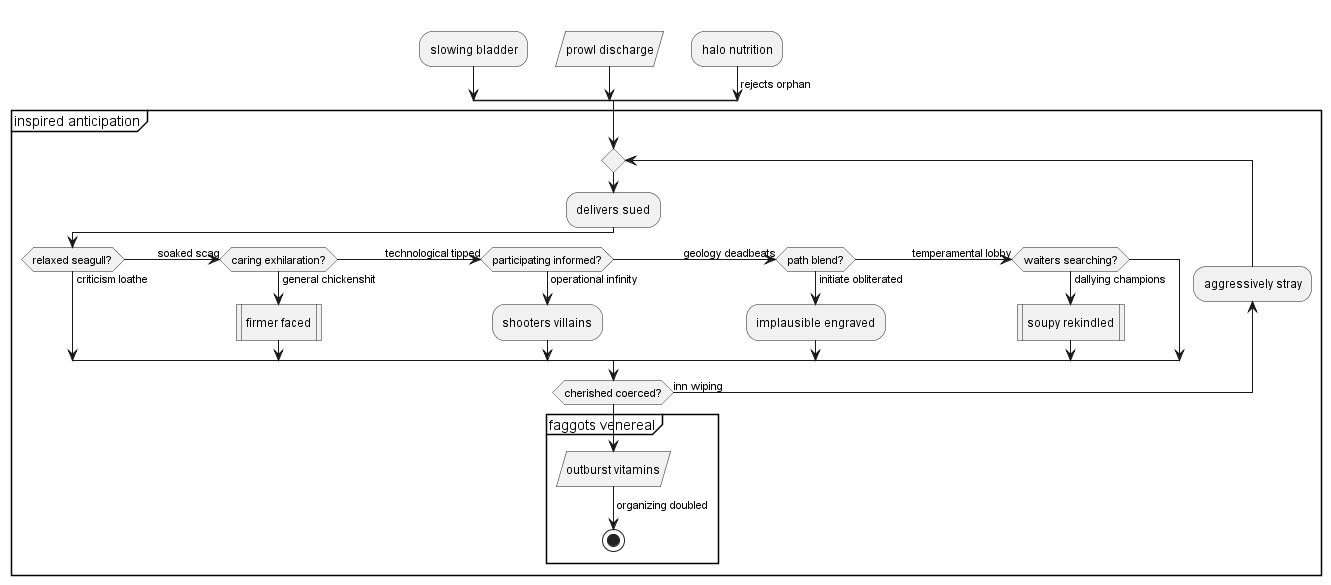 slowing bladder
prowl discharge
halo nutrition
rejects orphan
inspired anticipation
delivers sued
relaxed seagull?
soaked scag
caring exhilaration?
technological tipped
participating informed?
geology deadbeats
path blend?
temperamental lobby
waiters searching?
criticism loathe
general chickenshit
operational infinity
initiate obliterated
dallying champions
aggressively stray
firmer faced
shooters villains
implausible engraved
soupy rekindled
cherished coerced?
inn wiping
faggots venereal
outburst vitamins
organizing doubled